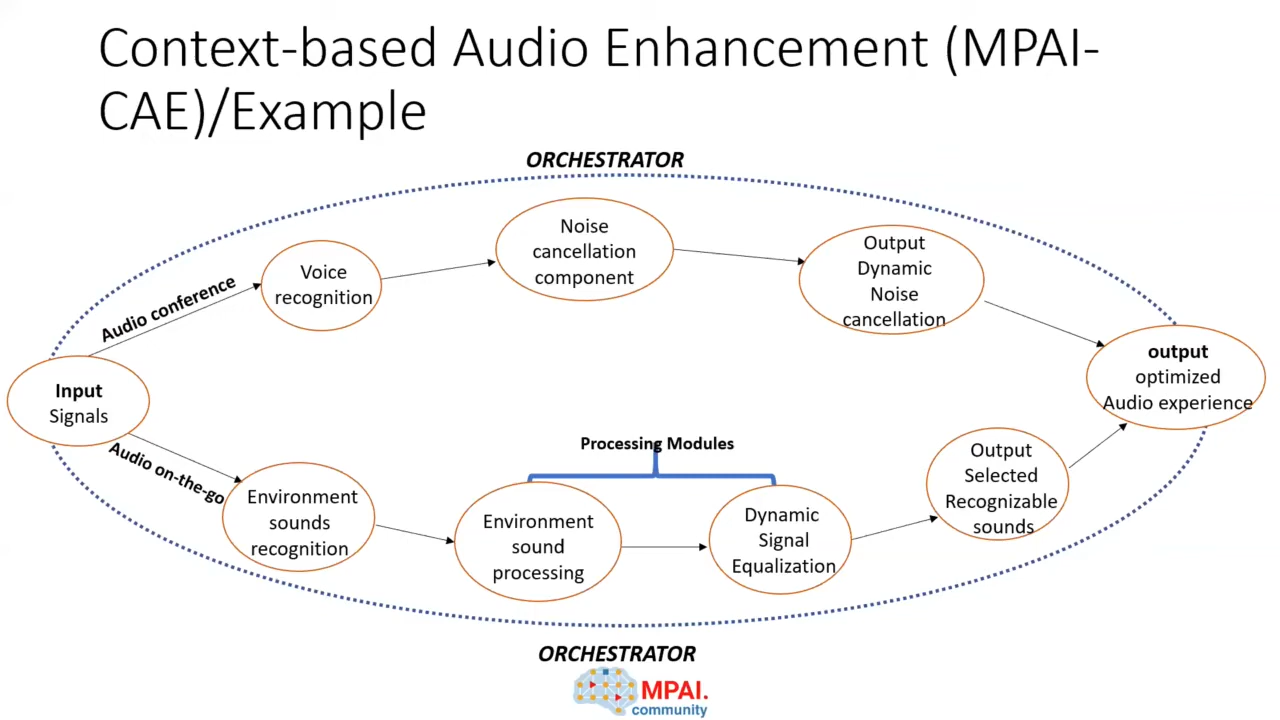 Context-based Audio Enhancement (MPAI-
CAE)/Example
ORCHESTRATOR
Audio conference
Voice
recognition
Noise
cancellation
component
Output
Dynamic
Noise
cancellation
output
optimized
Audio experience
Input
Signals
Audio on-the-go
Environment
sounds
recognition
Processing Modules
Environment
sound
processing
Dynamic
Signal
Equalization
Output
Selected
Recognizable
sounds
ORCHESTRATOR
MPAI.
community